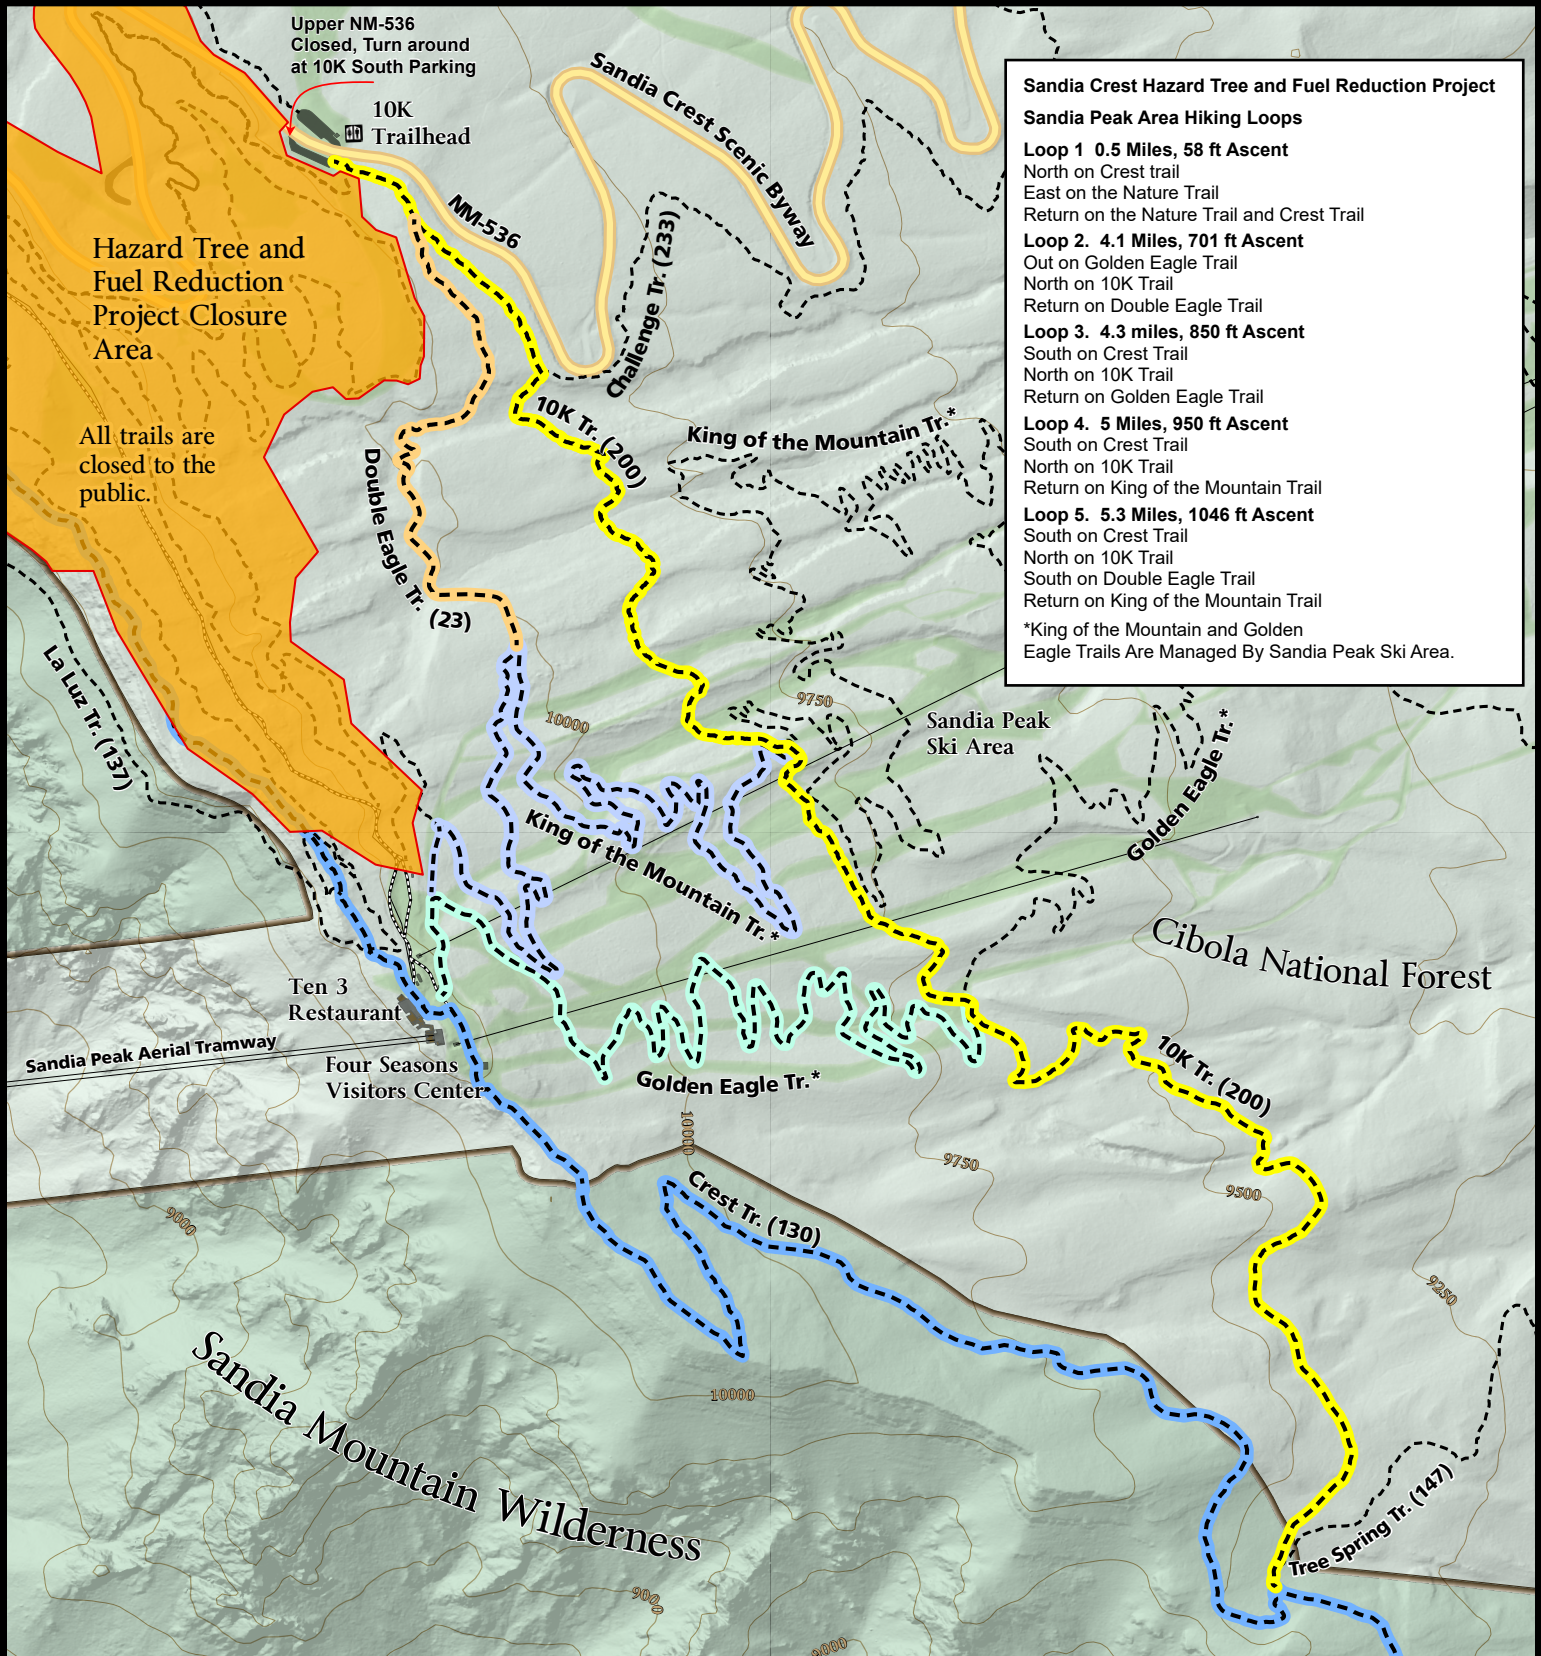 Upper NM-536
Closed, Turn around
at 10K South Parking
10K
Trailhead
Sandia Crest Scenic Byway
NM-536
Challenge Tr. (233)
Hazard Tree and
Fuel Reduction
Project Closure
Area
All trails are
closed to the
public.
Sandia Crest Hazard Tree and Fuel Reduction Project
Sandia Peak Area Hiking Loops
Loop 1 0.5 Miles, 58 ft Ascent
North on Crest trail
East on the Nature Trail
Return on the Nature Trail and Crest Trail
Loop 2. 4.1 Miles, 701 ft Ascent
Out on Golden Eagle Trail
North on 10K Trail
Return on Double Eagle Trail
Loop 3. 4.3 miles, 850 ft Ascent
South on Crest Trail
North on 10K Trail
Return on Golden Eagle Trail
Loop 4. 5 Miles, 950 ft Ascent
South on Crest Trail
North on 10K Trail
Return on King of the Mountain Trail
Loop 5. 5.3 Miles, 1046 ft Ascent
South on Crest Trail
North on 10K Trail
South on Double Eagle Trail
Return on King of the Mountain Trail
*King of the Mountain and Golden
Eagle Trails Are Managed By Sandia Peak Ski Area.
10K Tr. (200)
King of the Mountain Tr.*
Double Eagle Tr. (23)
La Luz Tr. (137)
10000
9750
Sandia Peak
Ski Area
Golden Eagle Tr.*
King of the Mountain Tr.*
Cibola National Forest
Ten 3
Restaurant
Sandia Peak Aerial Tramway
Four Seasons
Visitors Center
Golden Eagle Tr.*
10K Tr. (200)
10000
9750
9500
9000
Crest Tr. (130)
9250
10000
Sandia Mountain Wilderness
Tree Spring Tr. (147)
9000
9000